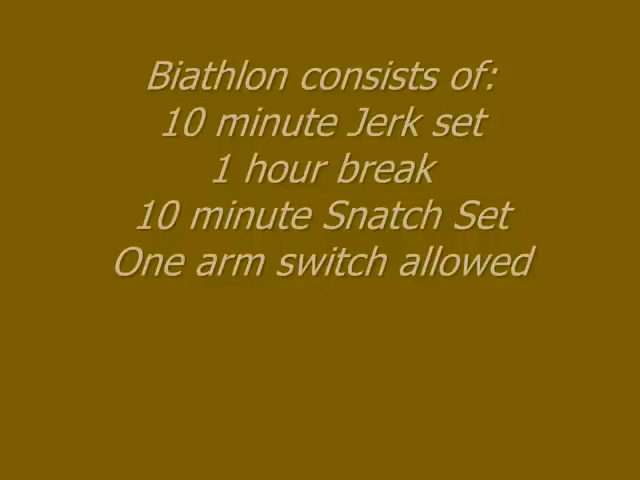 Biathlon consists of:
10 minute Jerk set
1 hour break
10 minute Snatch Set
One arm switch allowed